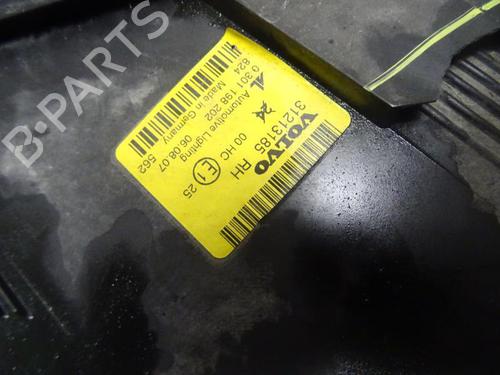 VOLVO
31213185 RH
00 HC E1 25
Automotive Lighting 06.08.07
0 301 198 202
824 Made in Germany 562
B-PARTS